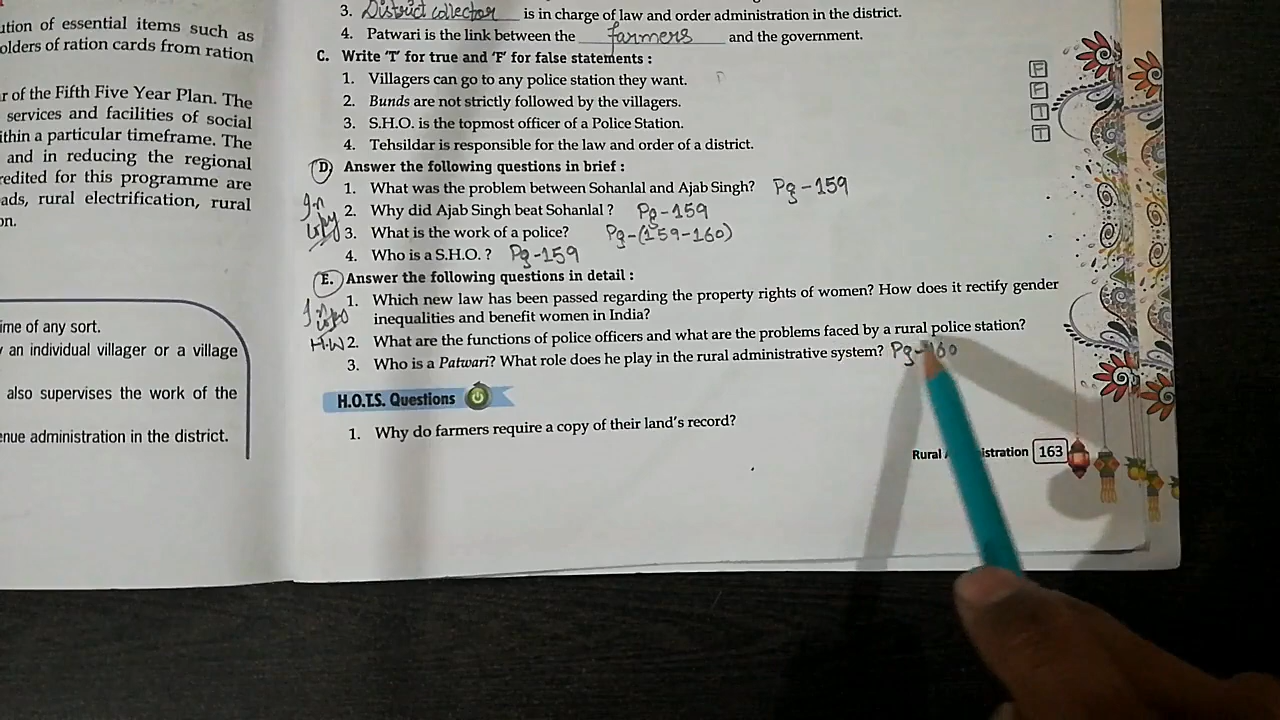 ution of essential items such as
olders of ration cards from ration
r of the Fifth Five Year Plan. The
services and facilities of social
ithin a particular timeframe. The
and in reducing the regional
redited for this programme are
ads, rural electrification, rural
on.
ime of any sort.
y an individual villager or a village
also supervises the work of the
enue administration in the district.
3. District collector is in charge of law and order administration in the district.
4. Patwari is the link between the farmers and the government.
C. Write 'T' for true and 'F' for false statements :
1. Villagers can go to any police station they want. F
2. Bunds are not strictly followed by the villagers. F
3. S.H.O. is the topmost officer of a Police Station. T
4. Tehsildar is responsible for the law and order of a district. T
D. Answer the following questions in brief :
1. What was the problem between Sohanlal and Ajab Singh? Pg-159
2. Why did Ajab Singh beat Sohanlal ? Pg-159
3. What is the work of a police? Pg-(159-160)
4. Who is a S.H.O. ? Pg-159
E. Answer the following questions in detail :
1. Which new law has been passed regarding the property rights of women? How does it rectify gender
inequalities and benefit women in India?
H.W 2. What are the functions of police officers and what are the problems faced by a rural police station?
3. Who is a Patwari? What role does he play in the rural administrative system? Pg-160
H.O.T.S. Questions
1. Why do farmers require a copy of their land's record?
Rural 163